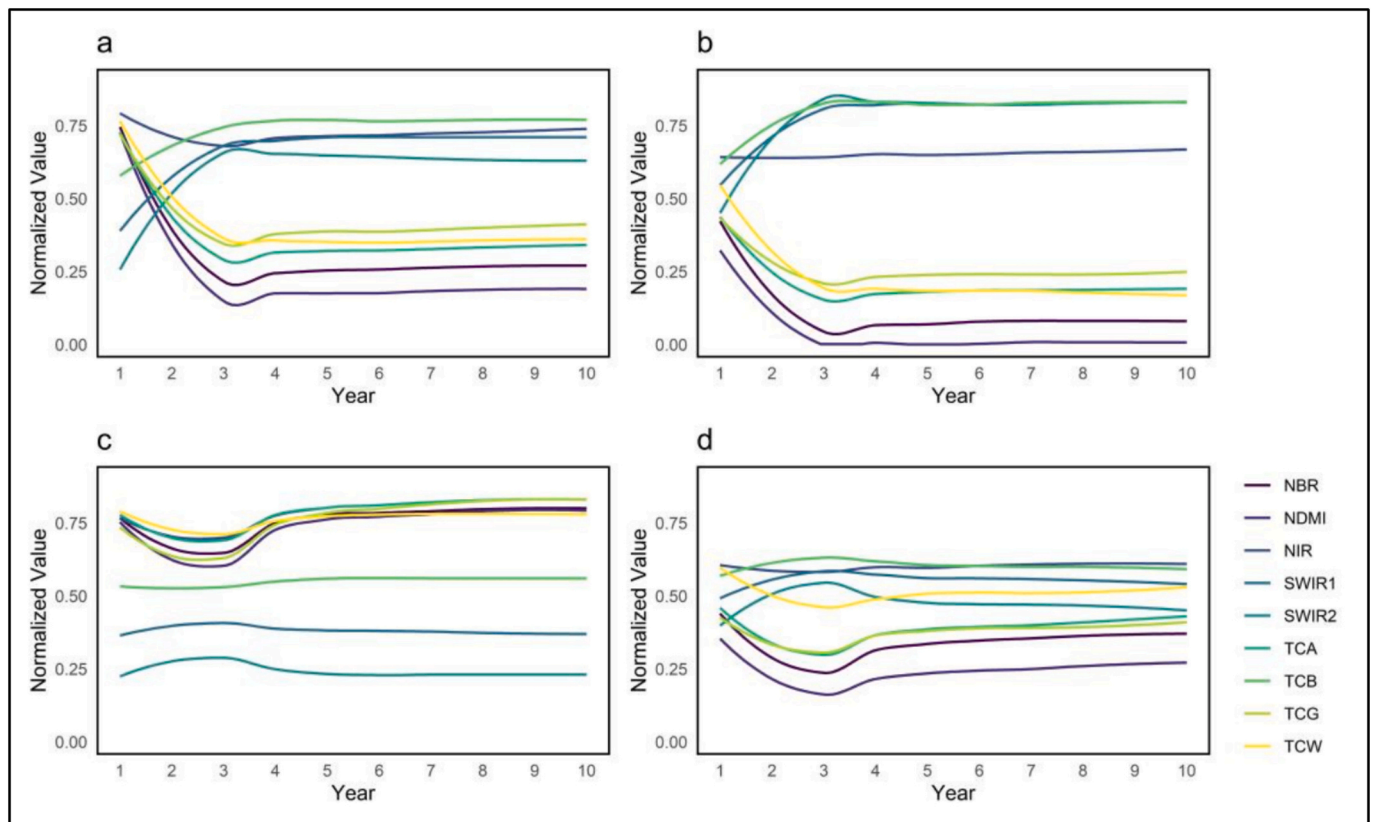 a
b
Normalized Value
0.75
0.50
0.25
0.00
1 2 3 4 5 6 7 8 9 10
Year
Normalized Value
0.75
0.50
0.25
0.00
1 2 3 4 5 6 7 8 9 10
Year
c
d
Normalized Value
0.75
0.50
0.25
0.00
1 2 3 4 5 6 7 8 9 10
Year
Normalized Value
0.75
0.50
0.25
0.00
1 2 3 4 5 6 7 8 9 10
Year
NBR
NDMI
NIR
SWIR1
SWIR2
TCA
TCB
TCG
TCW